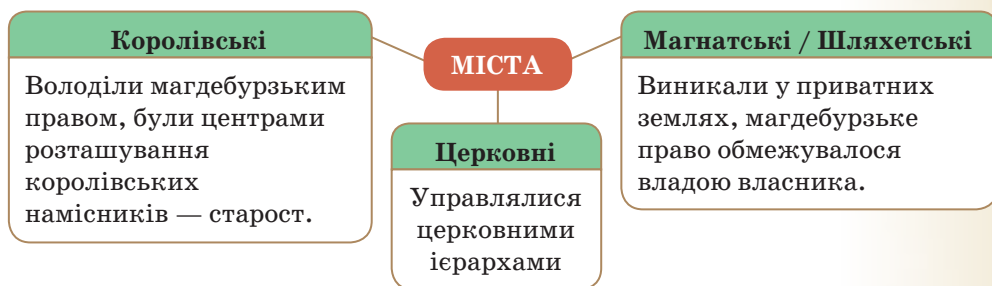 Королівські
Володіли магдебурзьким
правом, були центрами
розташування
королівських
намісників — старост.
МІСТА
Церковні
Управлялися
церковними
ієрархами
Магнатські / Шляхетські
Виникали у приватних
землях, магдебурзьке
право обмежувалося
владою власника.